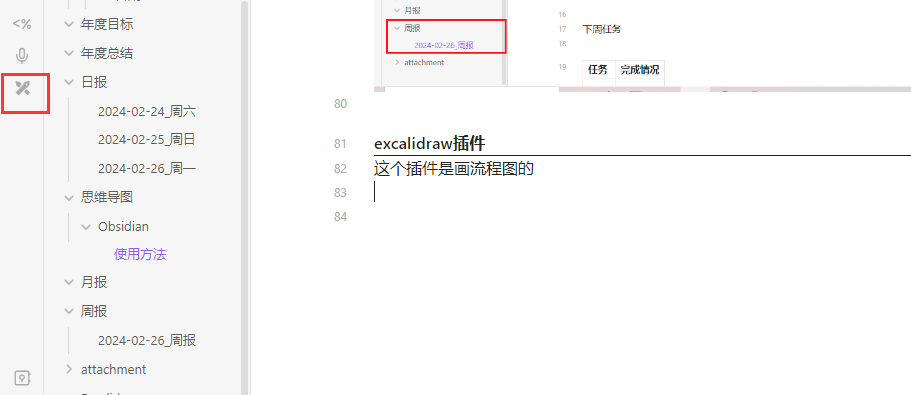 <%
年度目标
年度总结
日报
2024-02-24_周六
2024-02-25_周日
2024-02-26_周一
思维导图
Obsidian
使用方法
月报
周报
2024-02-26_周报
attachment
月报
周报
2024-02-26_周报
attachment
16
17 下周任务
18
19 任务 完成情况
80
81 excalidraw插件
82 这个插件是画流程图的
83
84